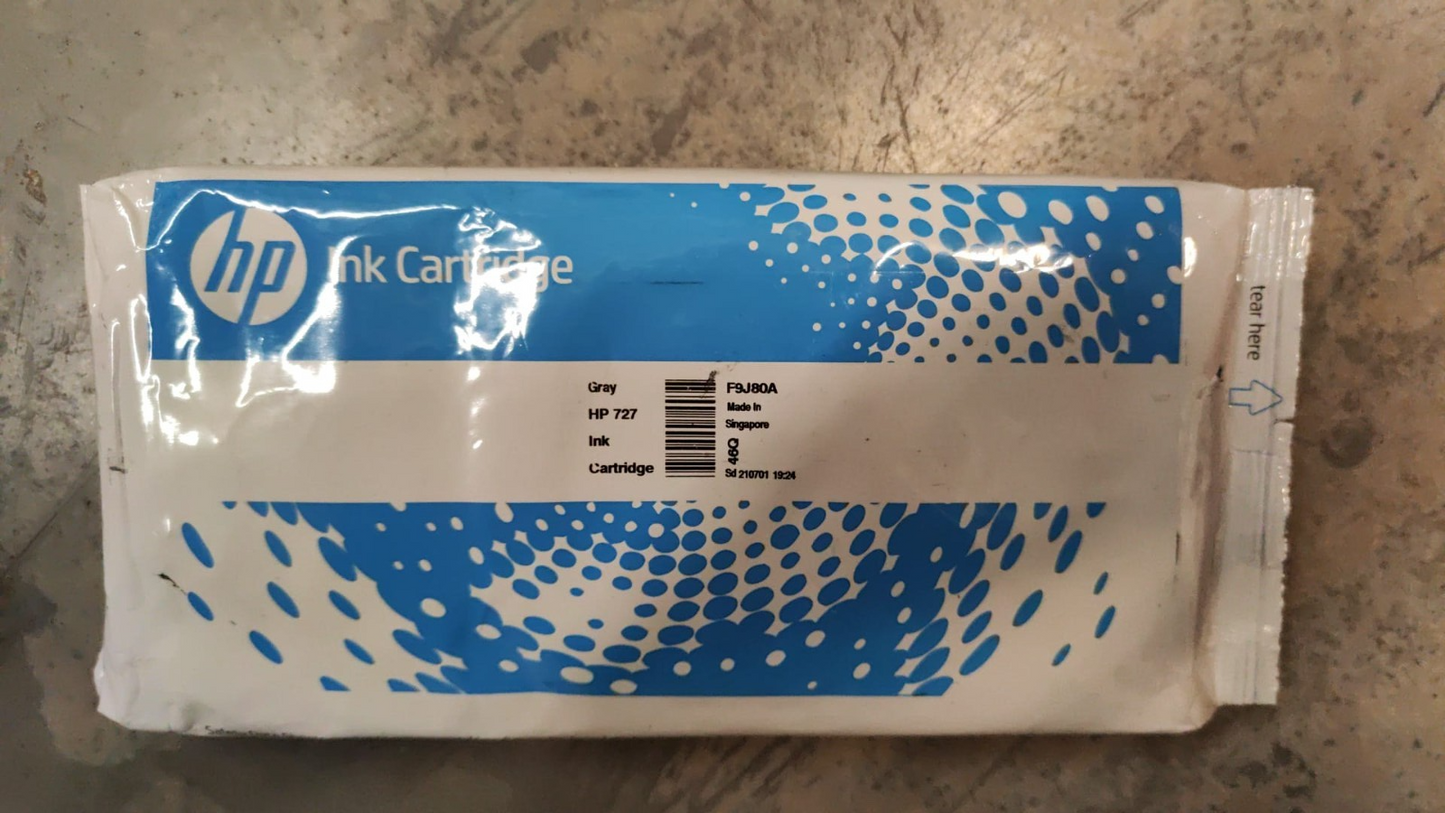 hp
Ink Cartridge
Gray
HP 727
Ink
Cartridge
F9J80A
Made In
Singapore
46Q
Sd 210701 19:24
tear here